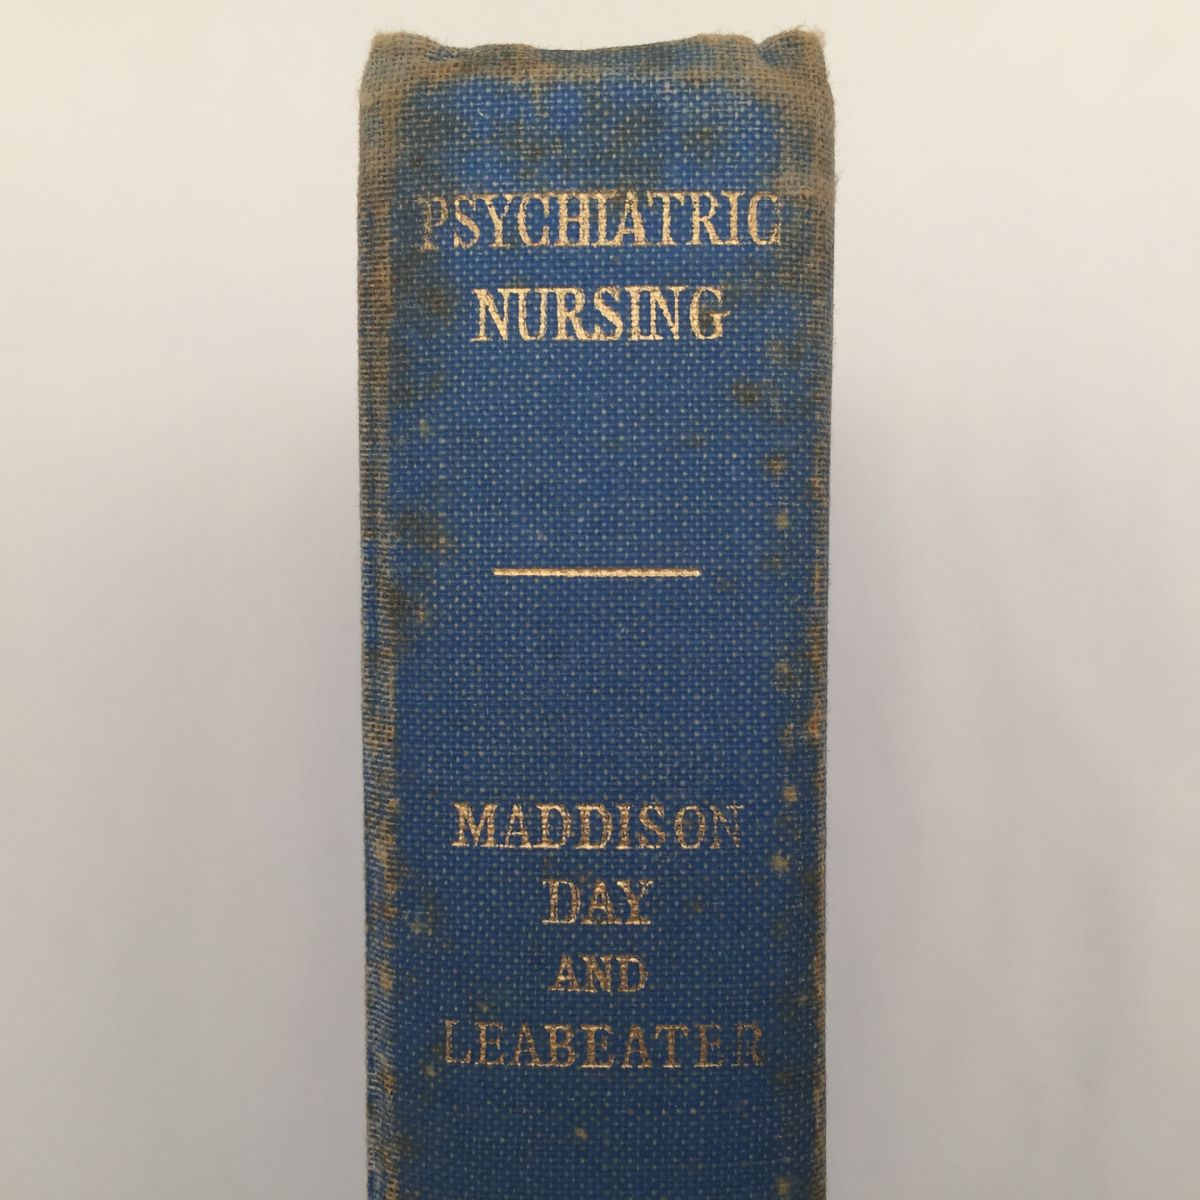 PSYCHIATRIC
NURSING
MADDISON
DAY
AND
LEABEATER